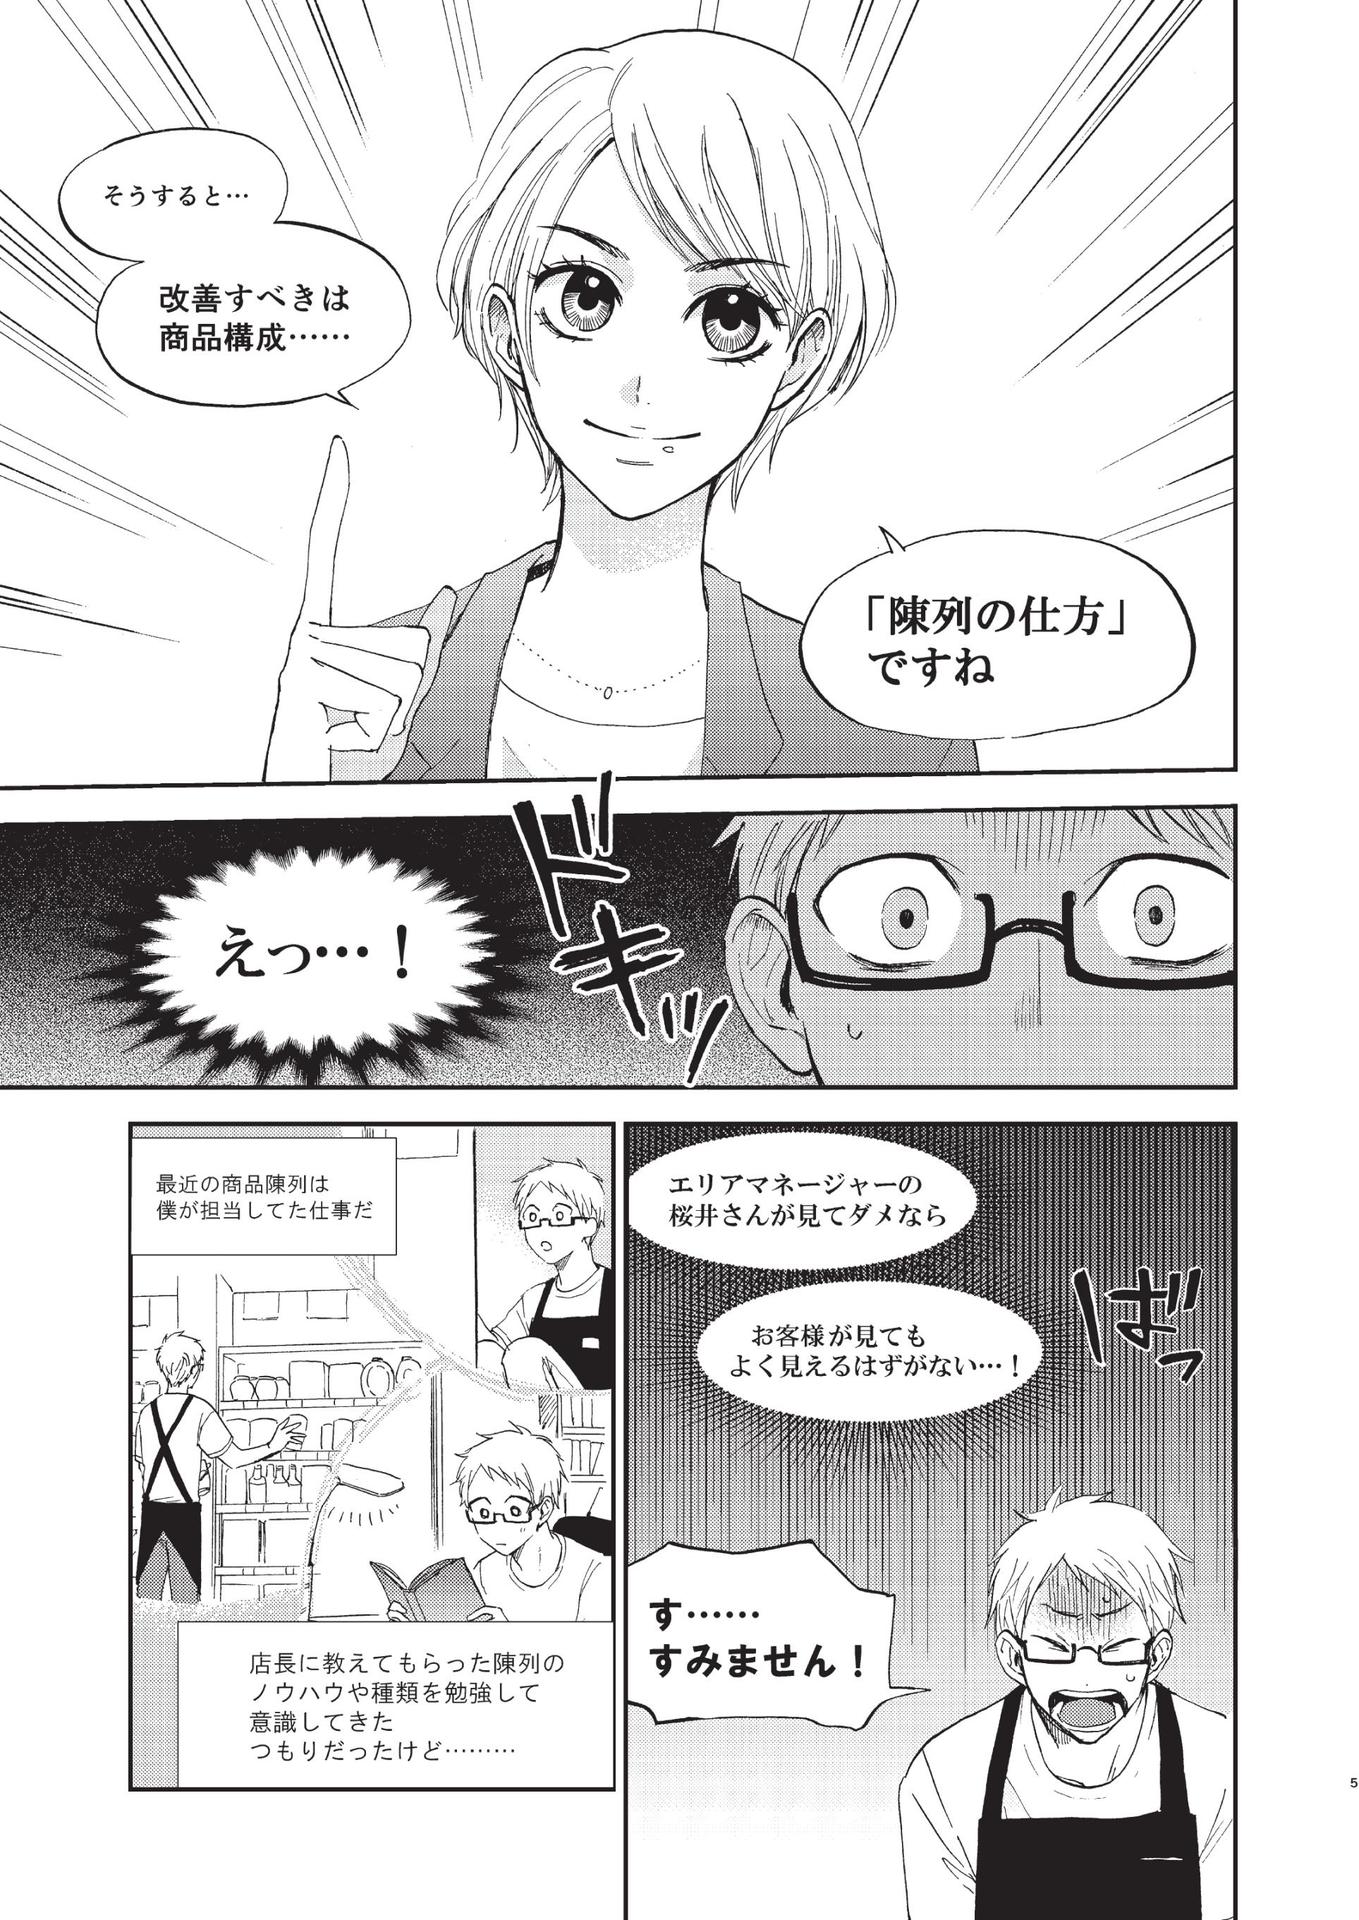 そうすると…
改善すべきは
商品構成……
「陳列の仕方」
ですね
えっ…！
ドキッ
最近の商品陳列は
僕が担当してた仕事だ
店長に教えてもらった陳列の
ノウハウや種類を勉強して
意識してきた
つもりだったけど………
エリアマネージャーの
桜井さんが見てダメなら
お客様が見ても
よく見えるはずがない…！
ばっ
す……
すみません！
5